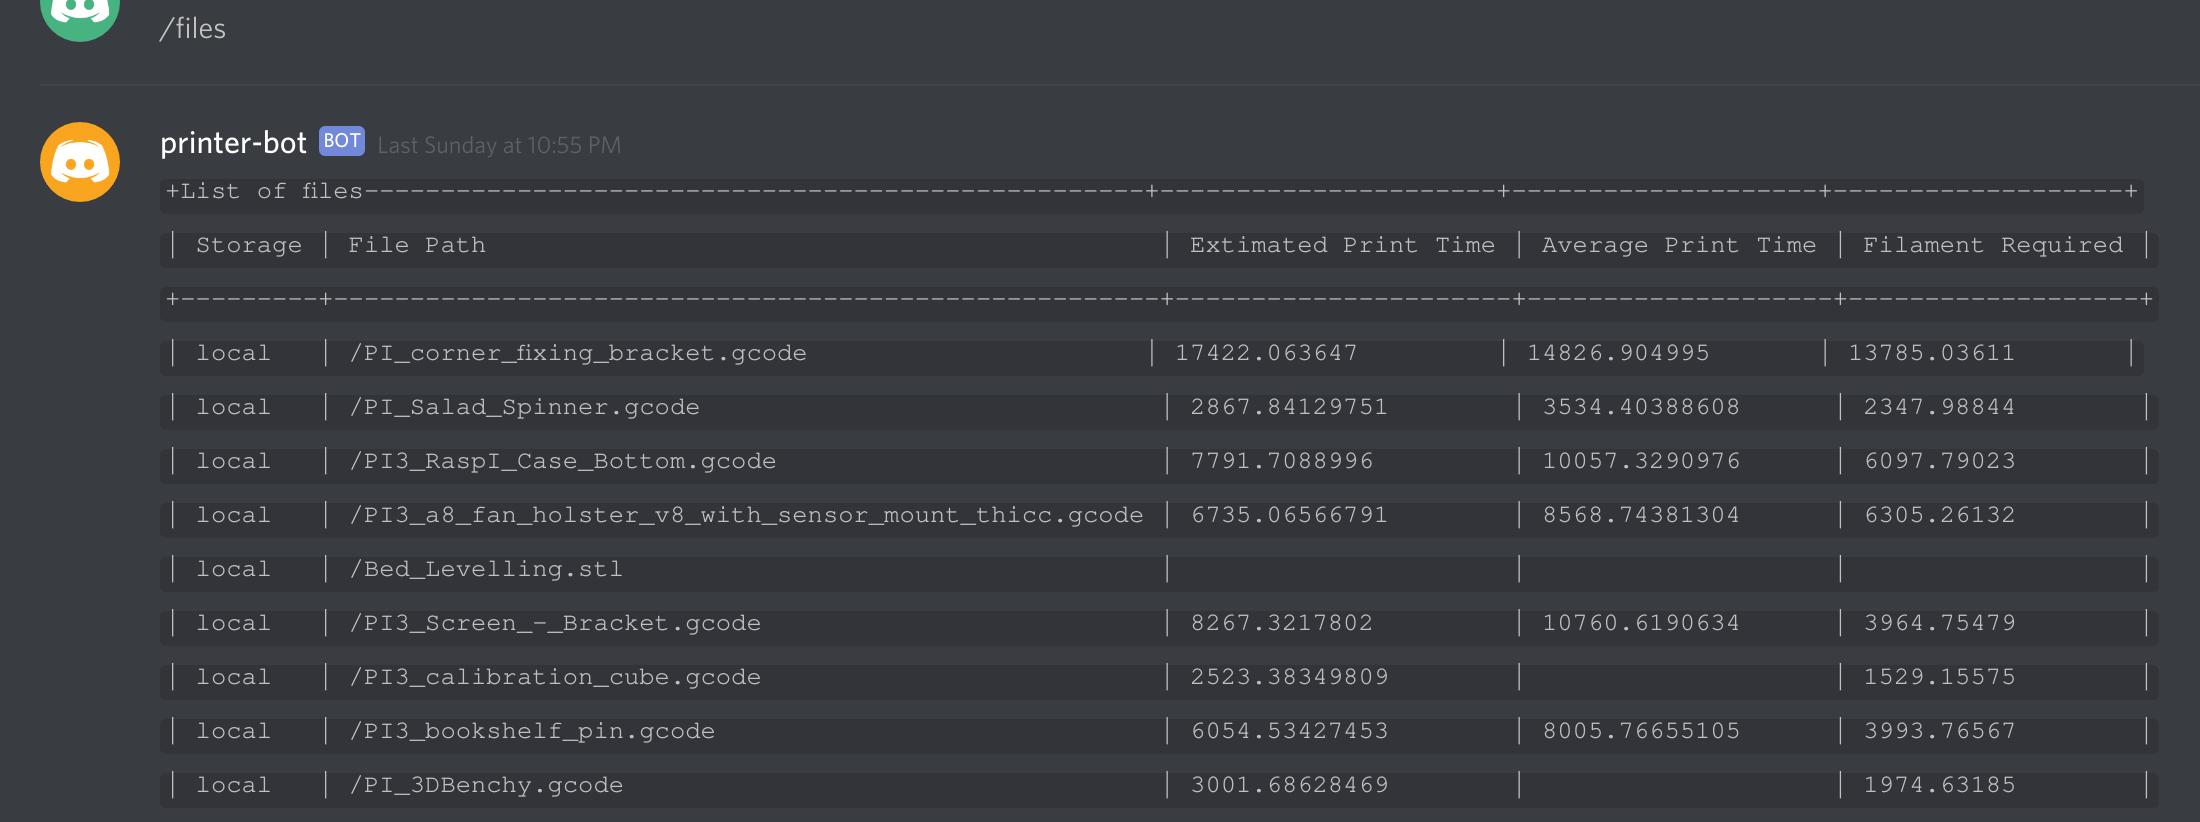 /files
printer-bot BOT Last Sunday at 10:55 PM
+List of files---------------------------------------------------+----------------------+--------------------+-------------------+
| Storage | File Path                                            | Extimated Print Time | Average Print Time | Filament Required |
+---------+------------------------------------------------------+----------------------+--------------------+-------------------+
| local   | /PI_corner_fixing_bracket.gcode                      | 17422.063647         | 14826.904995       | 13785.03611       |
| local   | /PI_Salad_Spinner.gcode                              | 2867.84129751        | 3534.40388608      | 2347.98844        |
| local   | /PI3_RaspI_Case_Bottom.gcode                         | 7791.7088996         | 10057.3290976      | 6097.79023        |
| local   | /PI3_a8_fan_holster_v8_with_sensor_mount_thicc.gcode | 6735.06566791        | 8568.74381304      | 6305.26132        |
| local   | /Bed_Levelling.stl                                   |                      |                    |                   |
| local   | /PI3_Screen_-_Bracket.gcode                          | 8267.3217802         | 10760.6190634      | 3964.75479        |
| local   | /PI3_calibration_cube.gcode                          | 2523.38349809        |                    | 1529.15575        |
| local   | /PI3_bookshelf_pin.gcode                             | 6054.53427453        | 8005.76655105      | 3993.76567        |
| local   | /PI_3DBenchy.gcode                                   | 3001.68628469        |                    | 1974.63185        |